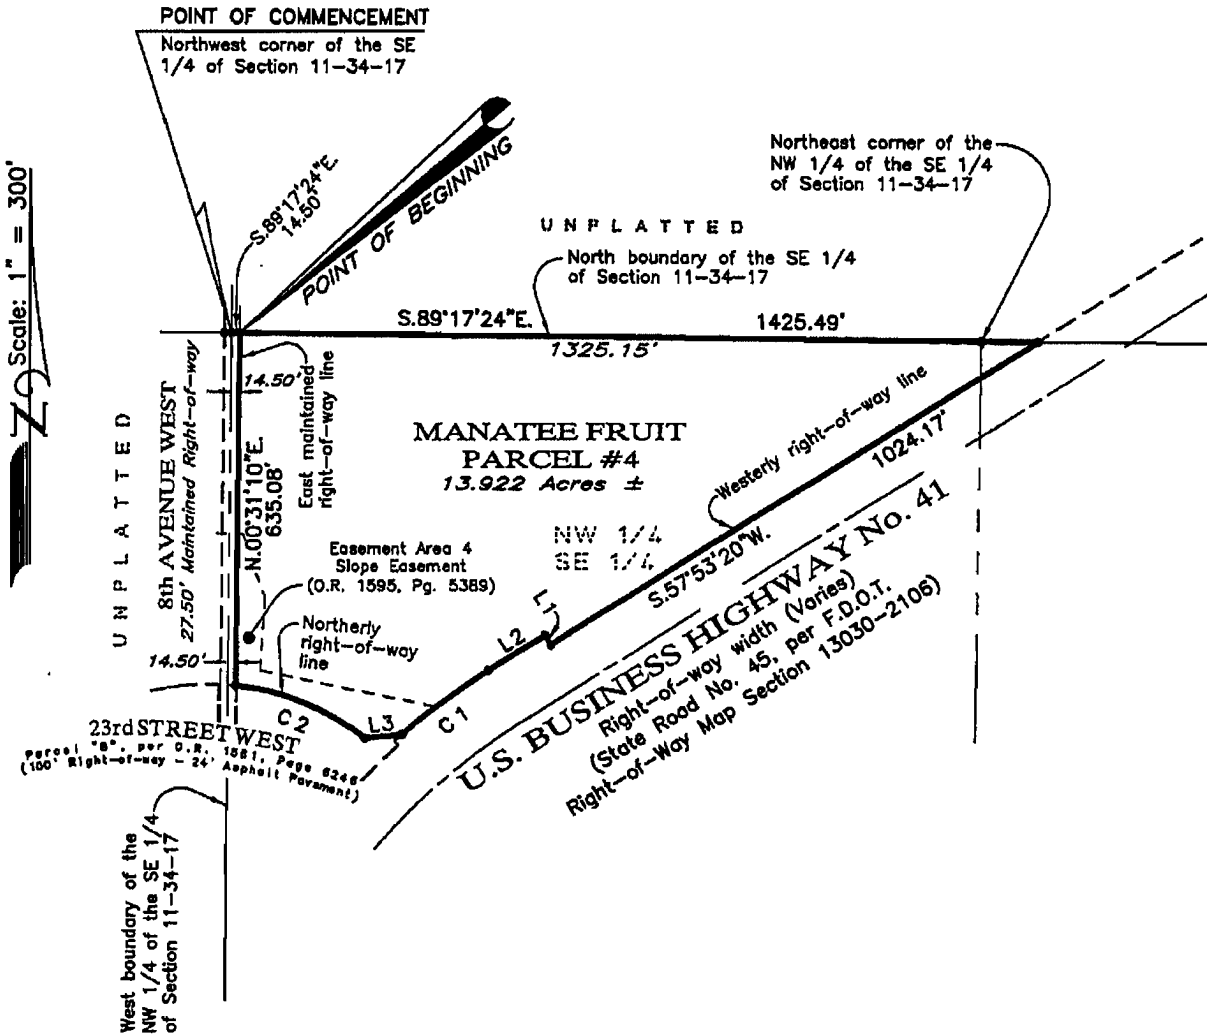 POINT OF COMMENCEMENT
Northwest corner of the SE
1/4 of Section 11-34-17
Scale: 1" = 300'
S.89°17'24"E.
14.50'
POINT OF BEGINNING
Northeast corner of the
NW 1/4 of the SE 1/4
of Section 11-34-17
UNPLATTED
North boundary of the SE 1/4
of Section 11-34-17
S.89°17'24"E.
1425.49'
1325.15'
UNPLATTED
8th AVENUE WEST
27.50' Maintained Right-of-way
14.50'
N.00°31'10"E.
635.08'
East maintained
right-of-way line
MANATEE FRUIT
PARCEL #4
13.922 Acres ±
NW 1/4
SE 1/4
Westerly right-of-way line
1024.17'
S.57°53'20"W.
Easement Area 4
Slope Easement
(O.R. 1595, Pg. 5389)
Northerly
right-of-way
line
14.50'
L1
L2
C1
L3
C2
23rd STREET WEST
Parcel "B", per O.R. 1581, Page 6246
(100' Right-of-way - 24' Asphalt Pavement)
U.S. BUSINESS HIGHWAY No. 41
Right-of-way width (Varies)
(State Road No. 45, per F.D.O.T.
Right-of-Way Map Section 13030-2106)
West boundary of the
NW 1/4 of the SE 1/4
of Section 11-34-17